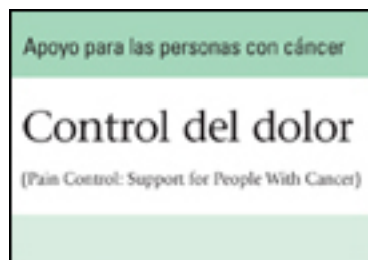 Apoyo para las personas con cáncer
Control del dolor
(Pain Control: Support for People With Cancer)